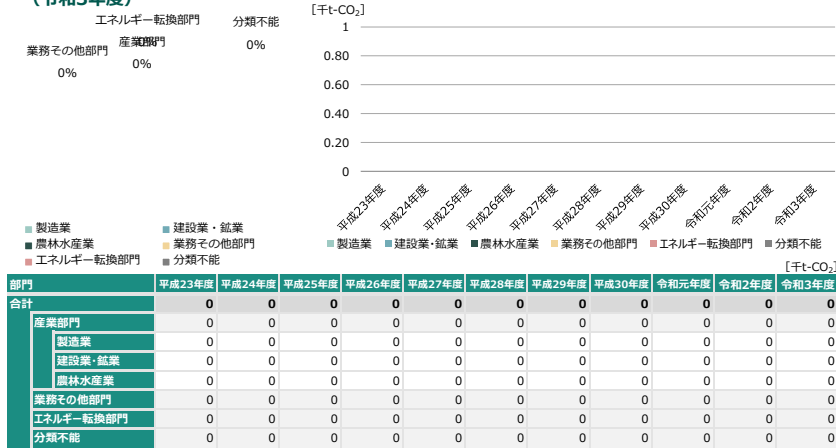 （令和3年度）
エネルギー転換部門
0%
分類不能
0%
産業部門
0%
業務その他部門
0%
■製造業
■建設業・鉱業
■農林水産業
■業務その他部門
■エネルギー転換部門
■分類不能
[千t-CO2]
1
0.80
0.60
0.40
0.20
0
平成23年度 平成24年度 平成25年度 平成26年度 平成27年度 平成28年度 平成29年度 平成30年度 令和元年度 令和2年度 令和3年度
■製造業 ■建設業・鉱業 ■農林水産業 ■業務その他部門 ■エネルギー転換部門 ■分類不能
[千t-CO2]
部門 平成23年度 平成24年度 平成25年度 平成26年度 平成27年度 平成28年度 平成29年度 平成30年度 令和元年度 令和2年度 令和3年度
合計 0 0 0 0 0 0 0 0 0 0 0
産業部門 0 0 0 0 0 0 0 0 0 0 0
製造業 0 0 0 0 0 0 0 0 0 0 0
建設業・鉱業 0 0 0 0 0 0 0 0 0 0 0
農林水産業 0 0 0 0 0 0 0 0 0 0 0
業務その他部門 0 0 0 0 0 0 0 0 0 0 0
エネルギー転換部門 0 0 0 0 0 0 0 0 0 0 0
分類不能 0 0 0 0 0 0 0 0 0 0 0